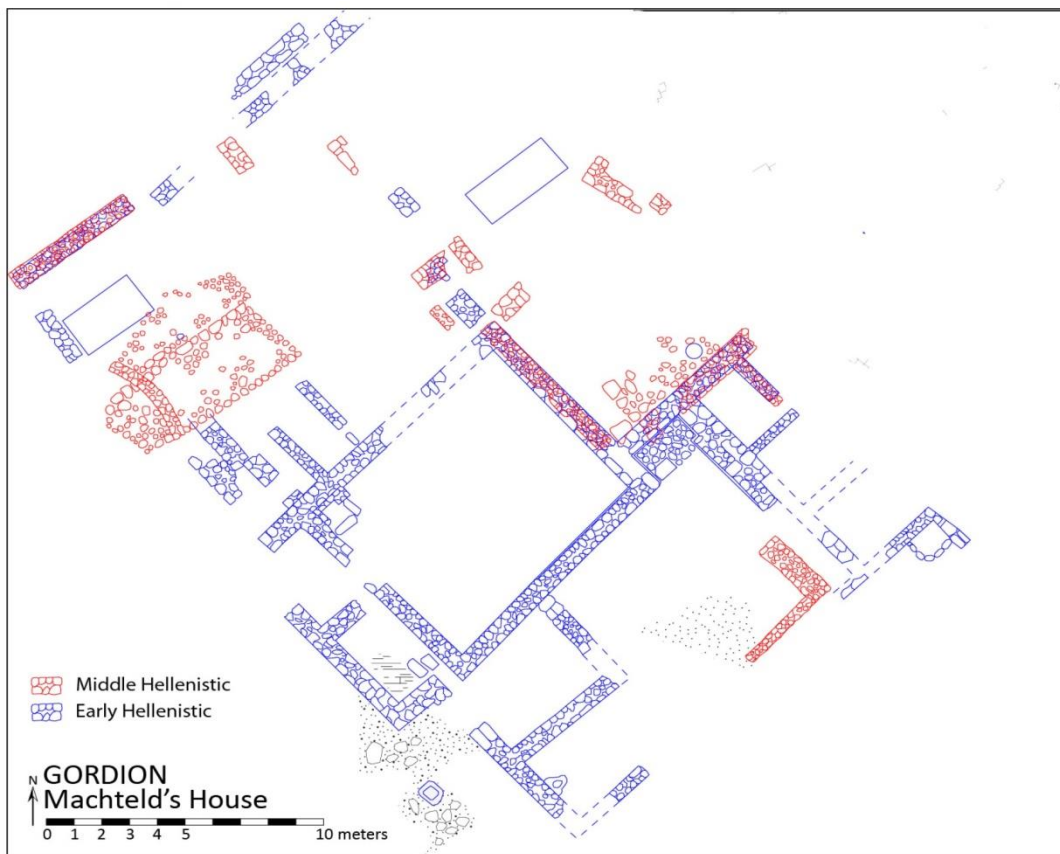 Middle Hellenistic
Early Hellenistic
N
GORDION
Machteld's House
0 1 2 3 4 5 10 meters